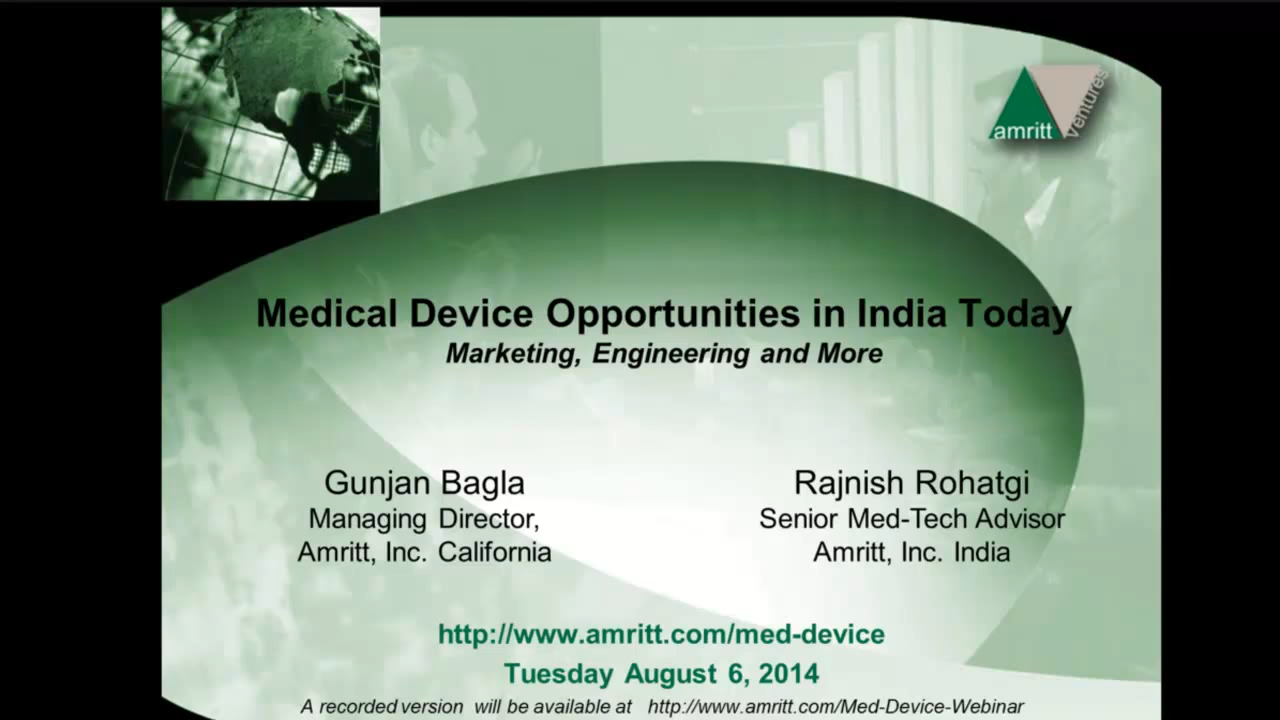 amritt
ventures
Medical Device Opportunities in India Today
Marketing, Engineering and More
Gunjan Bagla
Managing Director,
Amritt, Inc. California
Rajnish Rohatgi
Senior Med-Tech Advisor
Amritt, Inc. India
http://www.amritt.com/med-device
Tuesday August 6, 2014
A recorded version will be available at http://www.amritt.com/Med-Device-Webinar